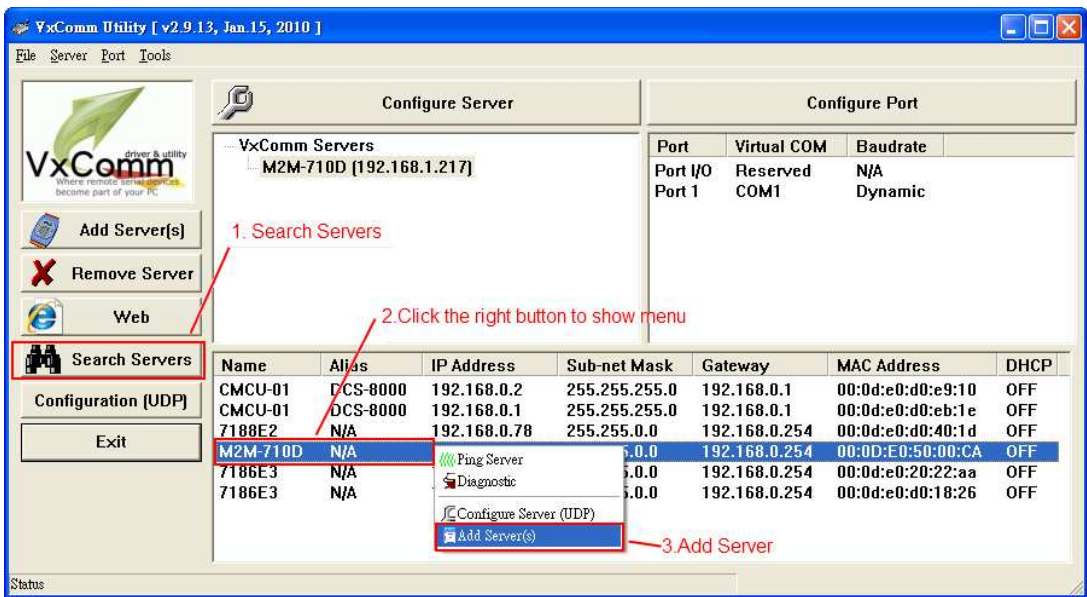 VxComm Utility [ v2.9.13, Jan.15, 2010 ]
File Server Port Tools
VxComm
driver & utility
Where remote serial devices
become part of your PC
Add Server(s)
Remove Server
Web
Search Servers
Configuration (UDP)
Exit
Configure Server
VxComm Servers
M2M-710D (192.168.1.217)
Configure Port
Port Virtual COM Baudrate
Port I/O Reserved N/A
Port 1 COM1 Dynamic
1. Search Servers
2.Click the right button to show menu
Name Alias IP Address Sub-net Mask Gateway MAC Address DHCP
CMCU-01 DCS-8000 192.168.0.2 255.255.255.0 192.168.0.1 00:0d:e0:d0:e9:10 OFF
CMCU-01 DCS-8000 192.168.0.1 255.255.255.0 192.168.0.1 00:0d:e0:d0:eb:1e OFF
7188E2 N/A 192.168.0.78 255.255.0.0 192.168.0.254 00:0d:e0:d0:40:1d OFF
M2M-710D N/A 5.0.0 192.168.0.254 00:0D:E0:50:00:CA OFF
7186E3 N/A 5.0.0 192.168.0.254 00:0d:e0:20:22:aa OFF
7186E3 N/A 5.0.0 192.168.0.254 00:0d:e0:d0:18:26 OFF
Ping Server
Diagnostic
Configure Server (UDP)
Add Server(s)
3.Add Server
Status